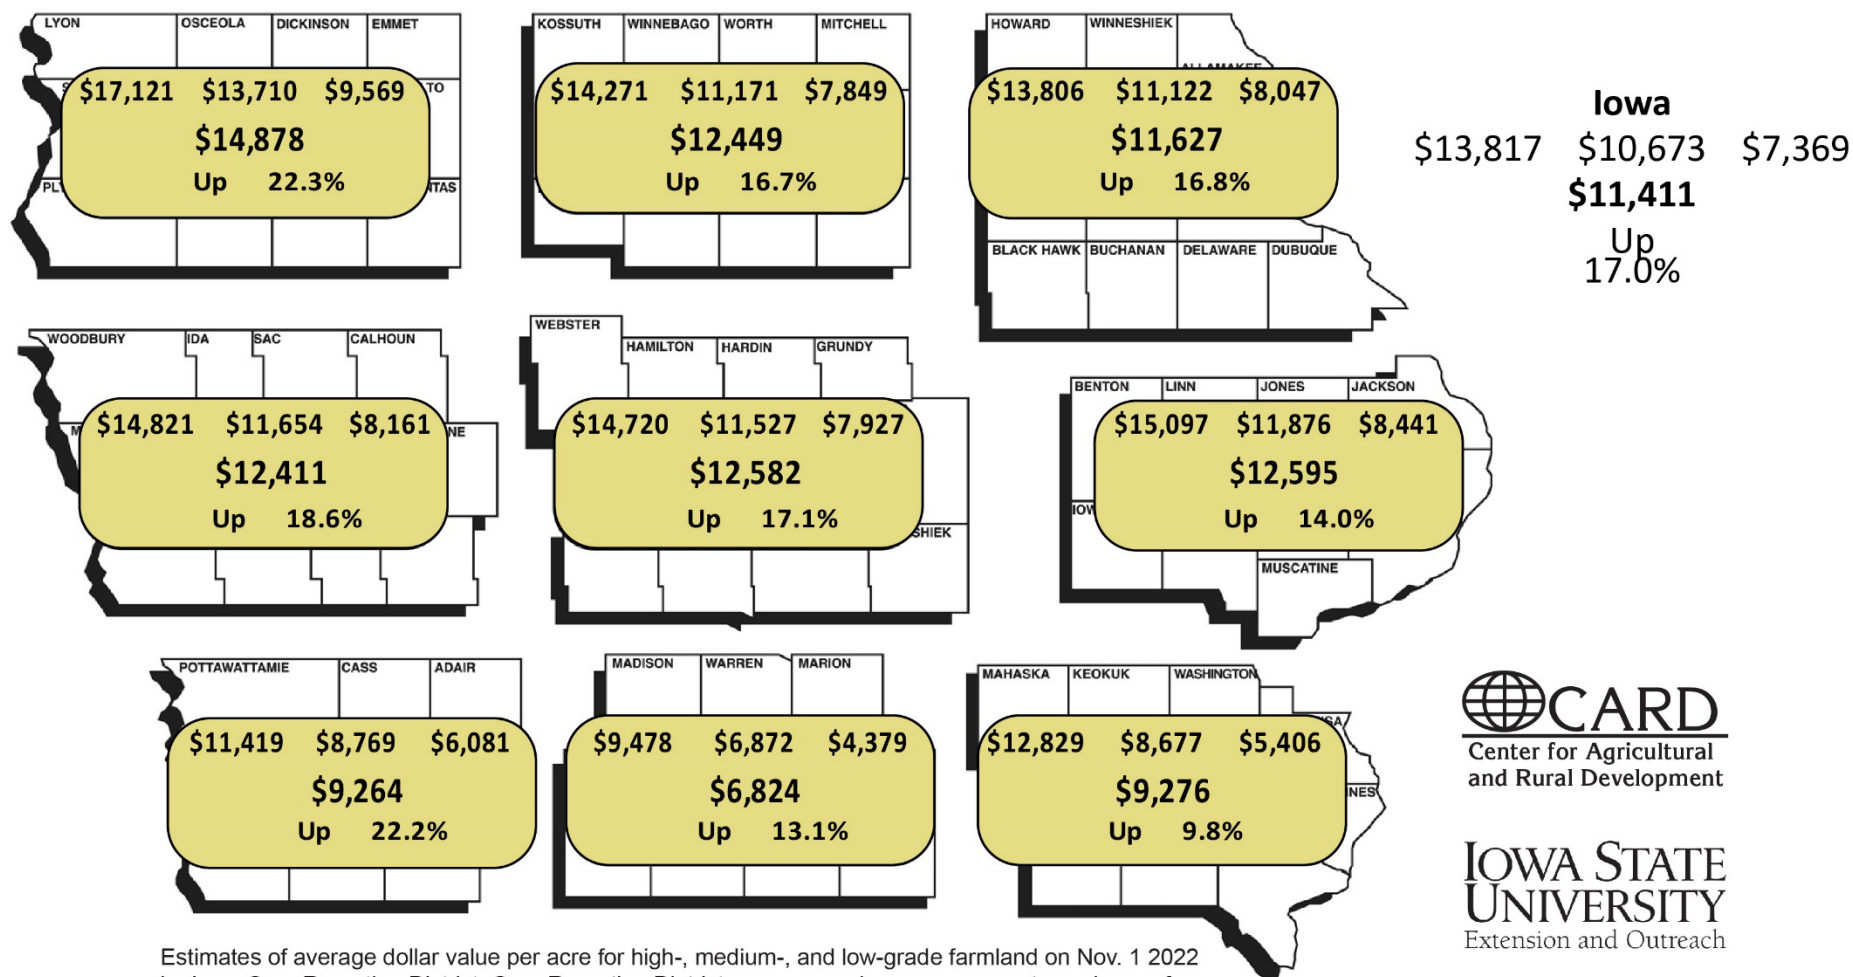 LYON OSCEOLA DICKINSON EMMET
$17,121 $13,710 $9,569
$14,878
Up 22.3%
KOSSUTH WINNEBAGO WORTH MITCHELL
$14,271 $11,171 $7,849
$12,449
Up 16.7%
HOWARD WINNESHIEK
ALLAMAKEE
$13,806 $11,122 $8,047
$11,627
Up 16.8%
BLACK HAWK BUCHANAN DELAWARE DUBUQUE
Iowa
$13,817 $10,673 $7,369
$11,411
Up
17.0%
WOODBURY IDA SAC CALHOUN
$14,821 $11,654 $8,161
$12,411
Up 18.6%
WEBSTER
HAMILTON HARDIN GRUNDY
$14,720 $11,527 $7,927
$12,582
Up 17.1%
SHIEK
BENTON LINN JONES JACKSON
$15,097 $11,876 $8,441
$12,595
Up 14.0%
MUSCATINE
POTTAWATTAMIE CASS ADAIR
$11,419 $8,769 $6,081
$9,264
Up 22.2%
MADISON WARREN MARION
$9,478 $6,872 $4,379
$6,824
Up 13.1%
MAHASKA KEOKUK WASHINGTON
$12,829 $8,677 $5,406
$9,276
Up 9.8%
CARD
Center for Agricultural
and Rural Development
IOWA STATE
UNIVERSITY
Extension and Outreach
Estimates of average dollar value per acre for high-, medium-, and low-grade farmland on Nov. 1 2022